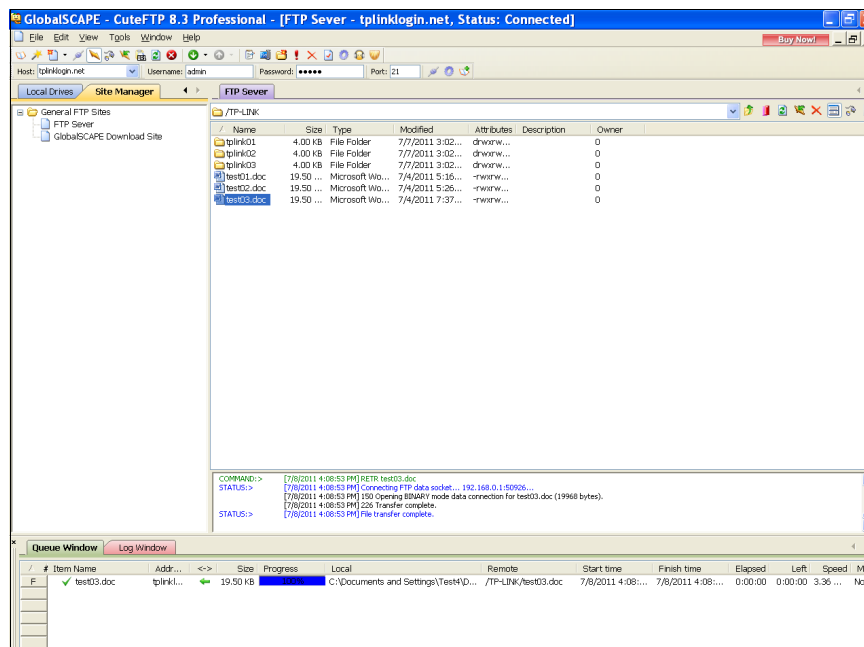 GlobalSCAPE - CuteFTP 8.3 Professional - [FTP Sever - tplinklogin.net, Status: Connected]
File Edit View Tools Window Help
Buy Now!
Host: tplinklogin.net Username: admin Password: ●●●●● Port: 21
Local Drives Site Manager FTP Sever
General FTP Sites
FTP Sever
GlobalSCAPE Download Site
/TP-LINK
/ Name Size Type Modified Attributes Description Owner
tplink01 4.00 KB File Folder 7/7/2011 3:02... drwxrw... 0
tplink02 4.00 KB File Folder 7/7/2011 3:02... drwxrw... 0
tplink03 4.00 KB File Folder 7/7/2011 3:02... drwxrw... 0
test01.doc 19.50 ... Microsoft Wo... 7/4/2011 5:16... -rwxrw... 0
test02.doc 19.50 ... Microsoft Wo... 7/4/2011 5:26... -rwxrw... 0
test03.doc 19.50 ... Microsoft Wo... 7/4/2011 7:37... -rwxrw... 0
COMMAND:> [7/8/2011 4:08:53 PM] RETR test03.doc
STATUS:> [7/8/2011 4:08:53 PM] Connecting FTP data socket... 192.168.0.1:50926...
[7/8/2011 4:08:53 PM] 150 Opening BINARY mode data connection for test03.doc (19968 bytes).
[7/8/2011 4:08:53 PM] 226 Transfer complete.
STATUS:> [7/8/2011 4:08:53 PM] File transfer complete.
Queue Window Log Window
/ # Item Name Addr... <-> Size Progress Local Remote Start time Finish time Elapsed Left Speed M
F test03.doc tplinkl... 19.50 KB 100% C:\Documents and Settings\Test4\D... /TP-LINK/test03.doc 7/8/2011 4:08:... 7/8/2011 4:08:... 0:00:00 0:00:00 3.36 ... No